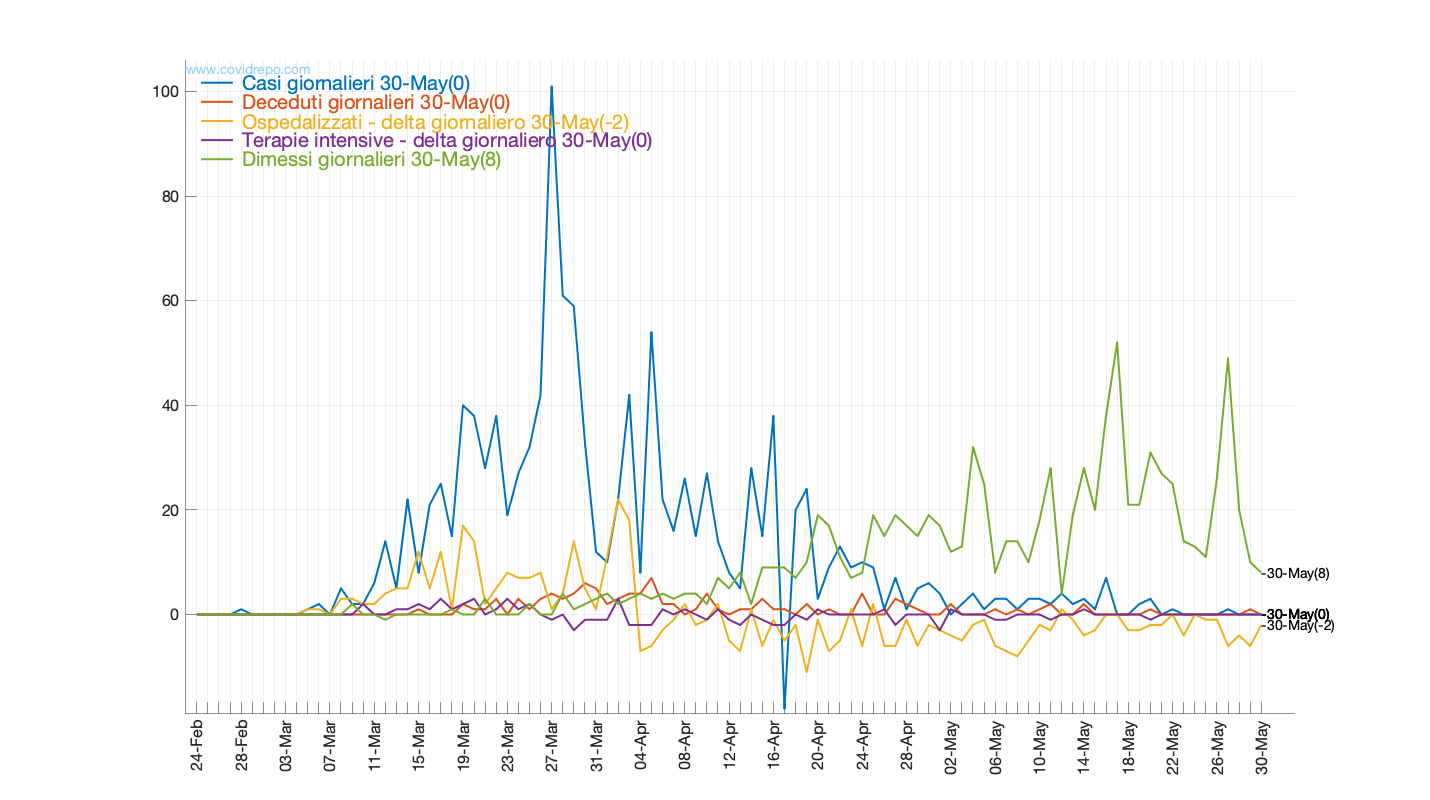 www.covidrepo.com
Casi giornalieri 30-May(0)
Deceduti giornalieri 30-May(0)
Ospedalizzati - delta giornaliero 30-May(-2)
Terapie intensive - delta giornaliero 30-May(0)
Dimessi giornalieri 30-May(8)
100
80
60
40
20
0
30-May(8)
30-May(0)
30-May(-2)
24-Feb
28-Feb
03-Mar
07-Mar
11-Mar
15-Mar
19-Mar
23-Mar
27-Mar
31-Mar
04-Apr
08-Apr
12-Apr
16-Apr
20-Apr
24-Apr
28-Apr
02-May
06-May
10-May
14-May
18-May
22-May
26-May
30-May